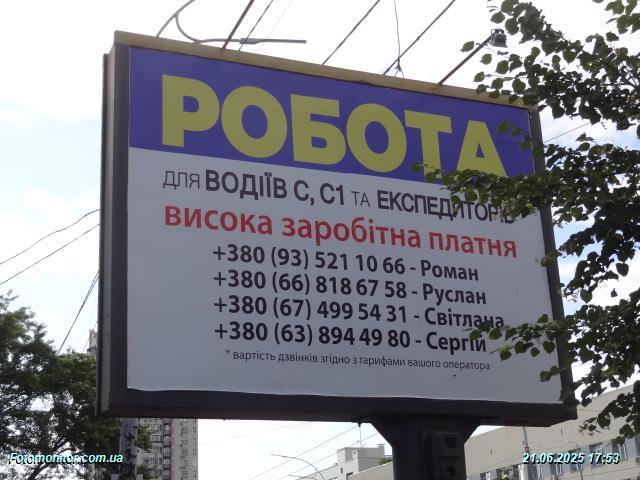 РОБОТА
для ВОДІЇВ С, С1 та ЕКСПЕДИТОРІВ
висока заробітна платня
+380 (93) 521 10 66 - Роман
+380 (66) 818 67 58 - Руслан
+380 (67) 499 54 31 - Світлана
+380 (63) 894 49 80 - Сергій
* вартість дзвінків згідно з тарифами вашого оператора
Fotomonitor.com.ua
21.06.2025 17:53